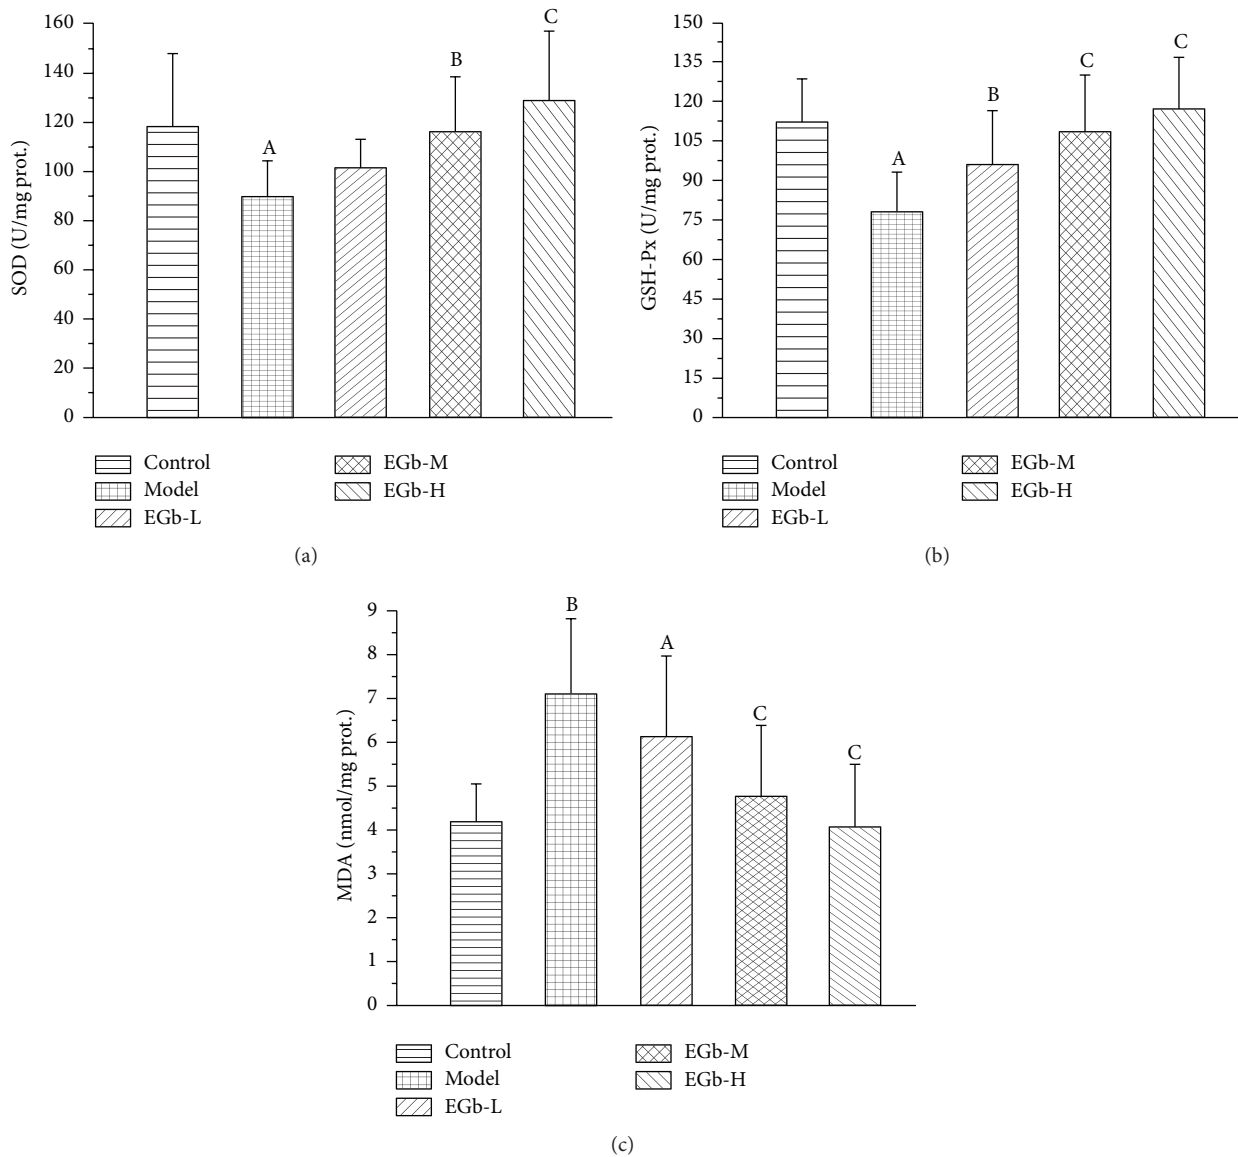 160
140
120
100
80
60
40
20
0
SOD (U/mg prot.)
A
B
C
Control
Model
EGb-L
EGb-M
EGb-H
(a)
150
135
120
105
90
75
60
45
30
15
0
GSH-Px (U/mg prot.)
A
B
C
C
Control
Model
EGb-L
EGb-M
EGb-H
(b)
9
8
7
6
5
4
3
2
1
0
MDA (nmol/mg prot.)
B
A
C
C
Control
Model
EGb-L
EGb-M
EGb-H
(c)